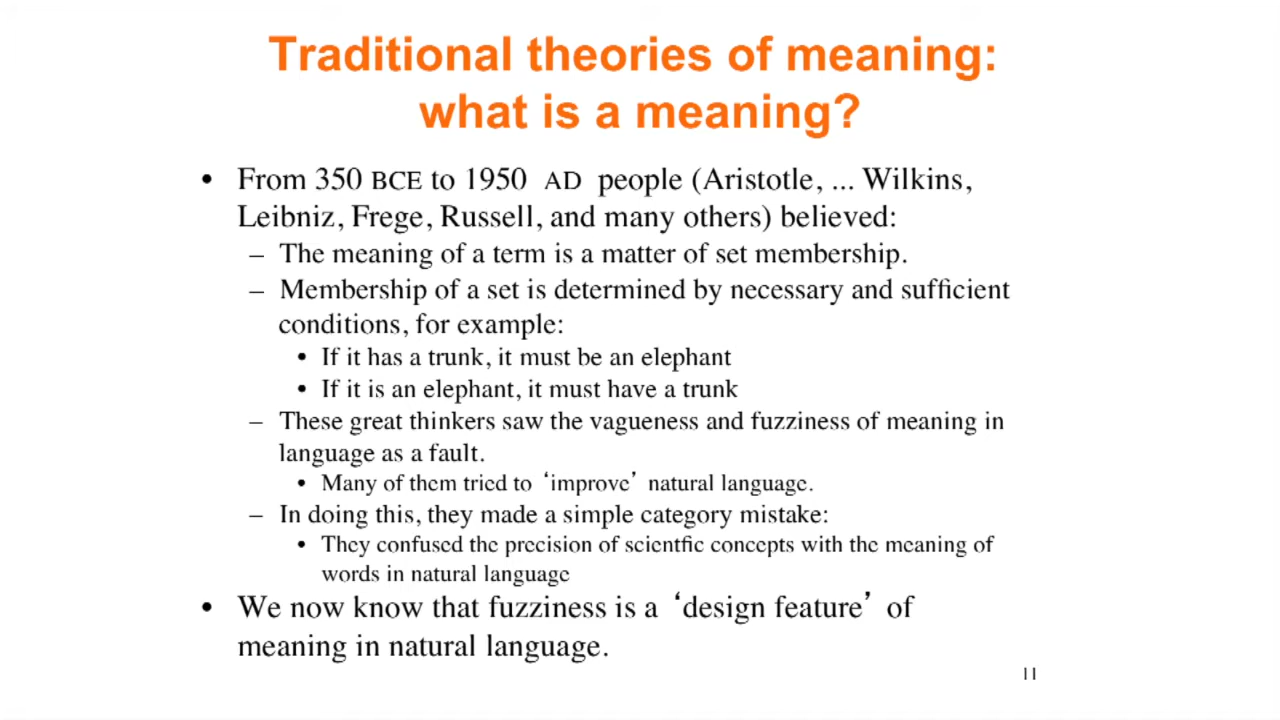 Traditional theories of meaning:
what is a meaning?
• From 350 BCE to 1950 AD people (Aristotle, ... Wilkins,
Leibniz, Frege, Russell, and many others) believed:
– The meaning of a term is a matter of set membership.
– Membership of a set is determined by necessary and sufficient
conditions, for example:
• If it has a trunk, it must be an elephant
• If it is an elephant, it must have a trunk
– These great thinkers saw the vagueness and fuzziness of meaning in
language as a fault.
• Many of them tried to ‘improve’ natural language.
– In doing this, they made a simple category mistake:
• They confused the precision of scientfic concepts with the meaning of
words in natural language
• We now know that fuzziness is a ‘design feature’ of
meaning in natural language.
11